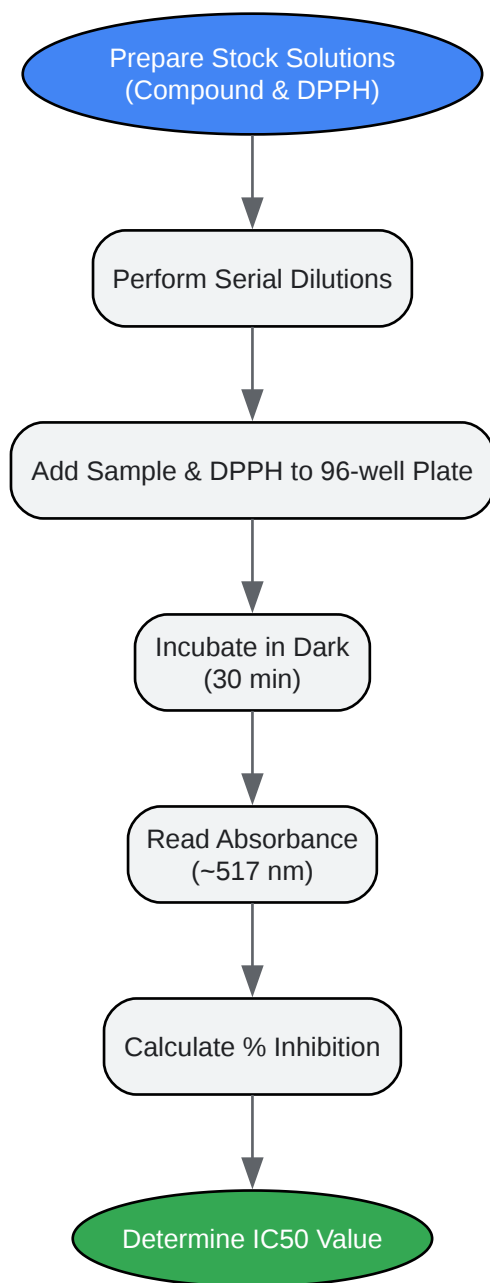 Prepare Stock Solutions
(Compound & DPPH)
Perform Serial Dilutions
Add Sample & DPPH to 96-well Plate
Incubate in Dark
(30 min)
Read Absorbance
(~517 nm)
Calculate % Inhibition
Determine IC50 Value